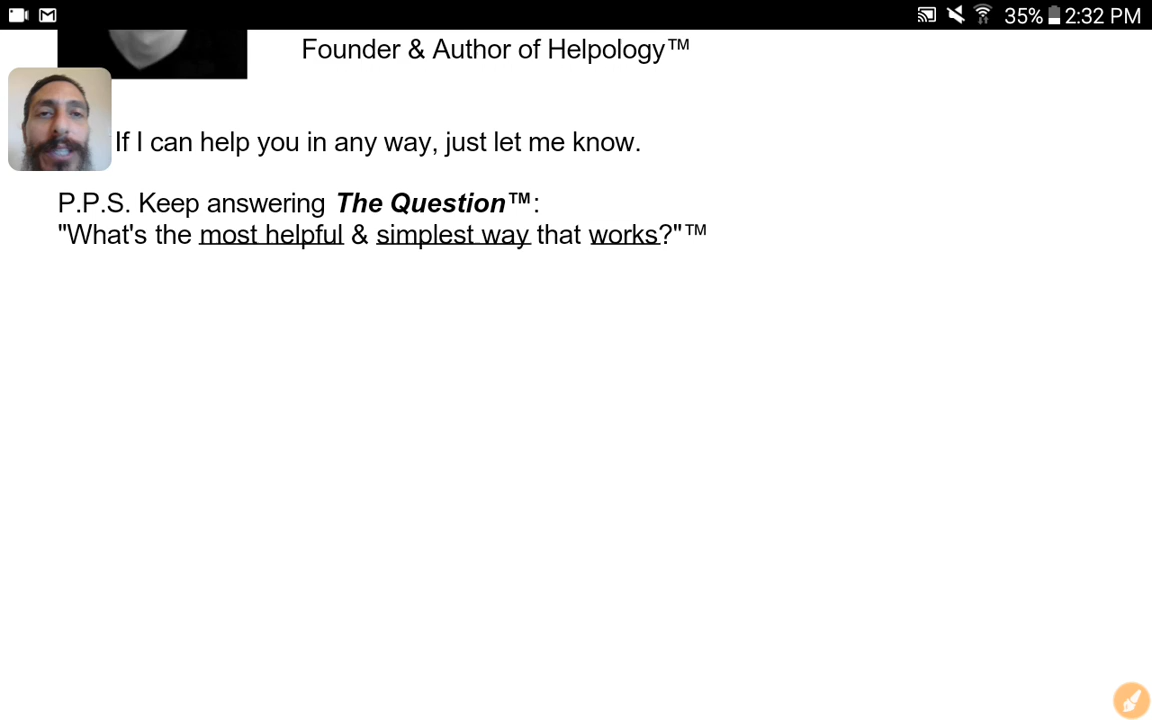 35% 2:32 PM
Founder & Author of Helpology™
If I can help you in any way, just let me know.
P.P.S. Keep answering The Question™:
"What's the most helpful & simplest way that works?"™